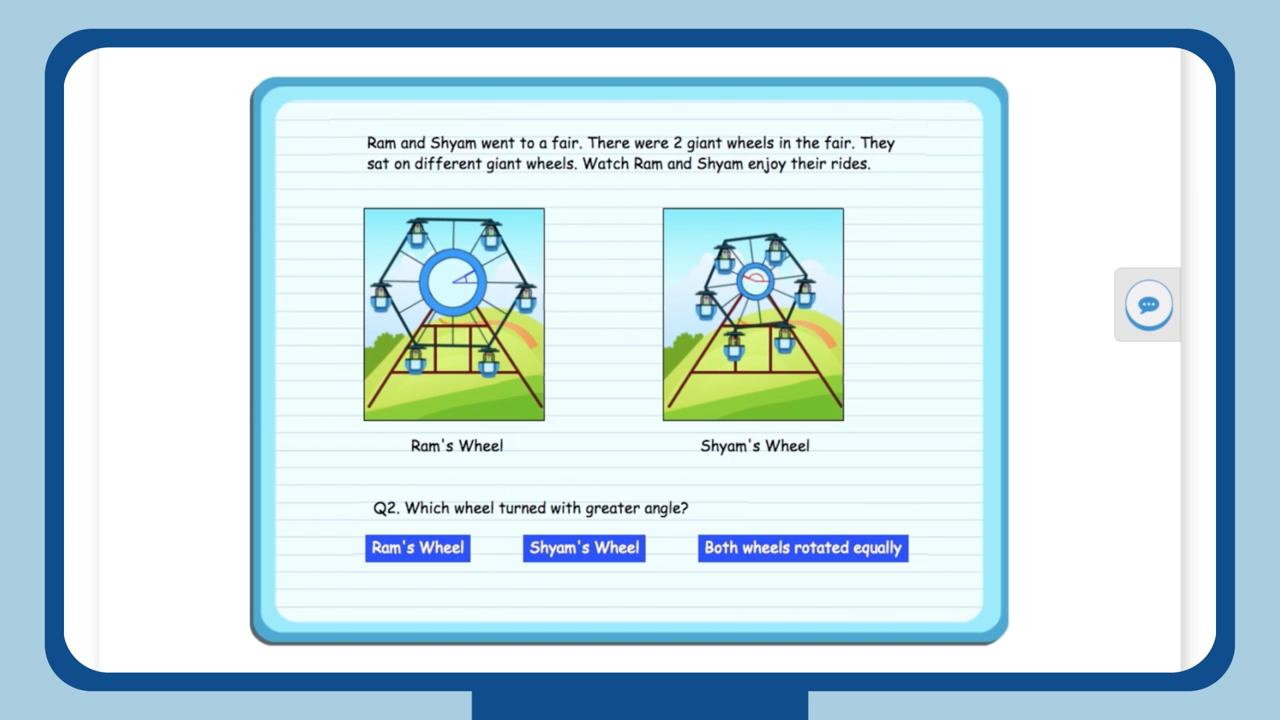 Ram and Shyam went to a fair. There were 2 giant wheels in the fair. They
sat on different giant wheels. Watch Ram and Shyam enjoy their rides.
Ram's Wheel
Shyam's Wheel
Q2. Which wheel turned with greater angle?
Ram's Wheel
Shyam's Wheel
Both wheels rotated equally